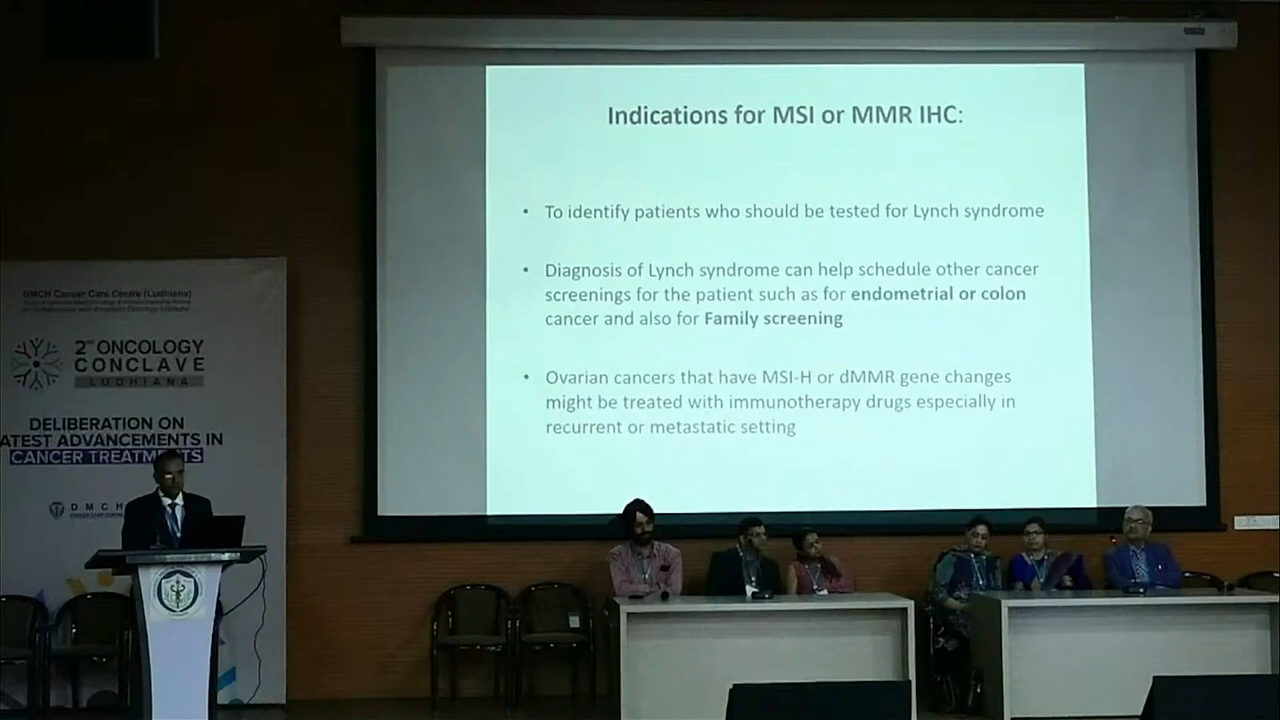 Indications for MSI or MMR IHC:
• To identify patients who should be tested for Lynch syndrome
• Diagnosis of Lynch syndrome can help schedule other cancer
screenings for the patient such as for endometrial or colon
cancer and also for Family screening
• Ovarian cancers that have MSI-H or dMMR gene changes
might be treated with immunotherapy drugs especially in
recurrent or metastatic setting
DMCH Cancer Care Centre (Ludhiana)
2nd ONCOLOGY
CONCLAVE
LUDHIANA
DELIBERATION ON
ATEST ADVANCEMENTS IN
CANCER TREATMENTS
DMCH